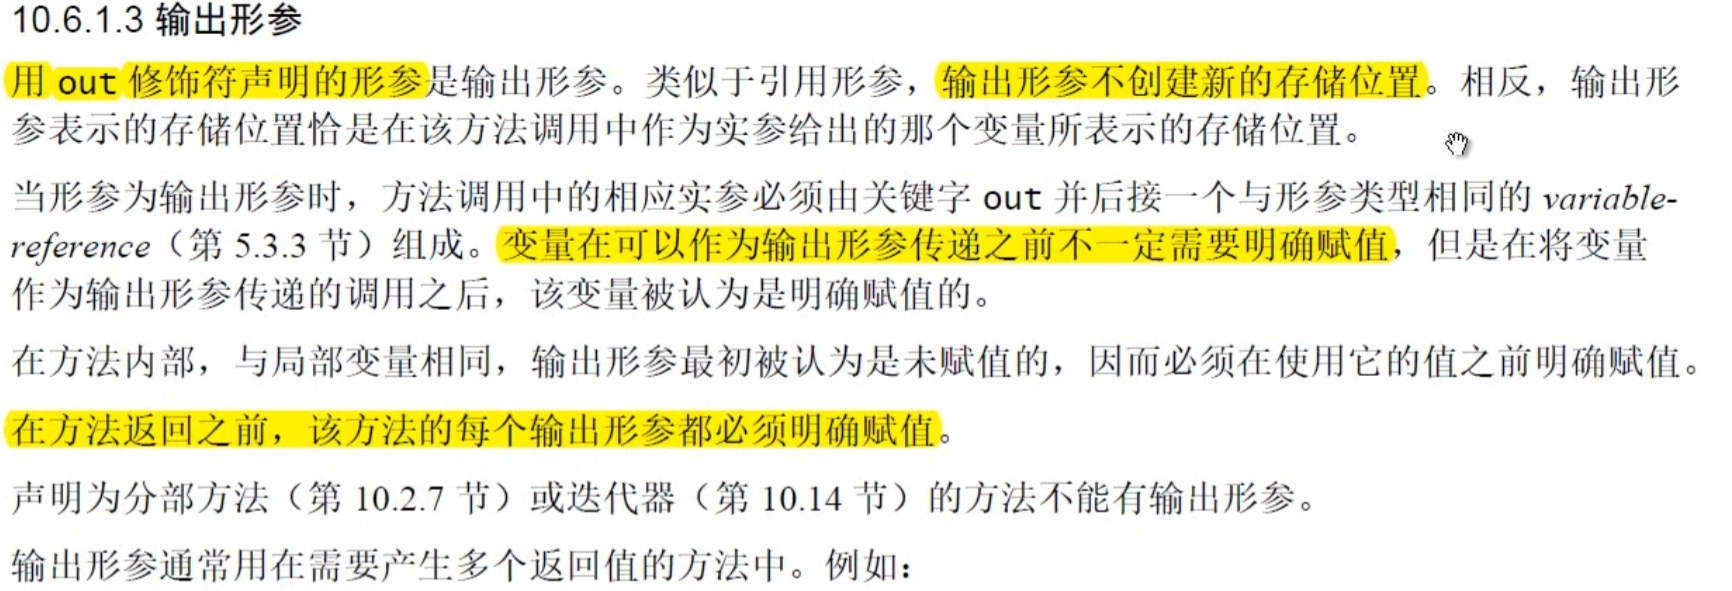 10.6.1.3 输出形参
用 out 修饰符声明的形参是输出形参。类似于引用形参，输出形参不创建新的存储位置。相反，输出形
参表示的存储位置恰是在该方法调用中作为实参给出的那个变量所表示的存储位置。
当形参为输出形参时，方法调用中的相应实参必须由关键字 out 并后接一个与形参类型相同的 variable-
reference（第 5.3.3 节）组成。变量在可以作为输出形参传递之前不一定需要明确赋值，但是在将变量
作为输出形参传递的调用之后，该变量被认为是明确赋值的。
在方法内部，与局部变量相同，输出形参最初被认为是未赋值的，因而必须在使用它的值之前明确赋值。
在方法返回之前，该方法的每个输出形参都必须明确赋值。
声明为分部方法（第 10.2.7 节）或迭代器（第 10.14 节）的方法不能有输出形参。
输出形参通常用在需要产生多个返回值的方法中。例如：